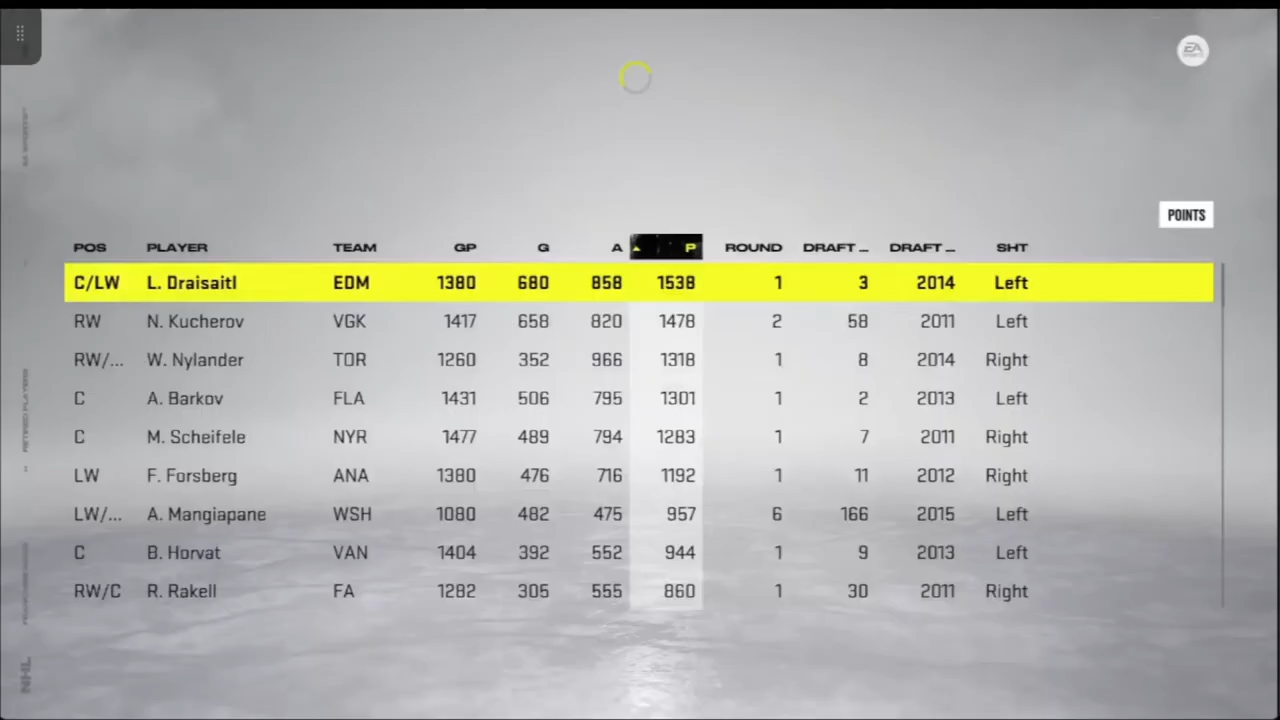 EA SPORTS
POINTS
POS PLAYER TEAM GP G A P ROUND DRAFT ... DRAFT ... SHT
C/LW L. Draisaitl EDM 1380 680 858 1538 1 3 2014 Left
RW N. Kucherov VGK 1417 658 820 1478 2 58 2011 Left
RW/... W. Nylander TOR 1260 352 966 1318 1 8 2014 Right
C A. Barkov FLA 1431 506 795 1301 1 2 2013 Left
C M. Scheifele NYR 1477 489 794 1283 1 7 2011 Right
LW F. Forsberg ANA 1380 476 716 1192 1 11 2012 Right
LW/... A. Mangiapane WSH 1080 482 475 957 6 166 2015 Left
C B. Horvat VAN 1404 392 552 944 1 9 2013 Left
RW/C R. Rakell FA 1282 305 555 860 1 30 2011 Right
RETIRED PLAYERS
NHL